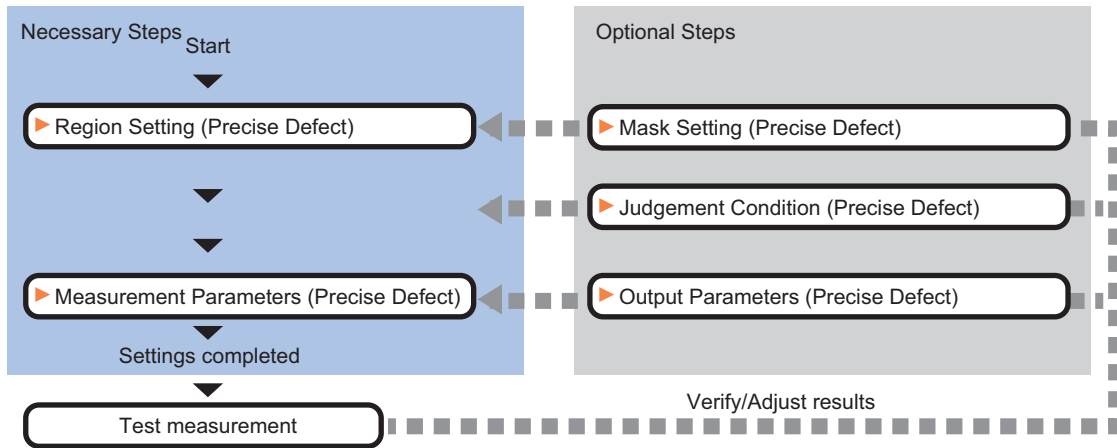 Necessary Steps
Start
Region Setting (Precise Defect)
Measurement Parameters (Precise Defect)
Settings completed
Test measurement
Optional Steps
Mask Setting (Precise Defect)
Judgement Condition (Precise Defect)
Output Parameters (Precise Defect)
Verify/Adjust results